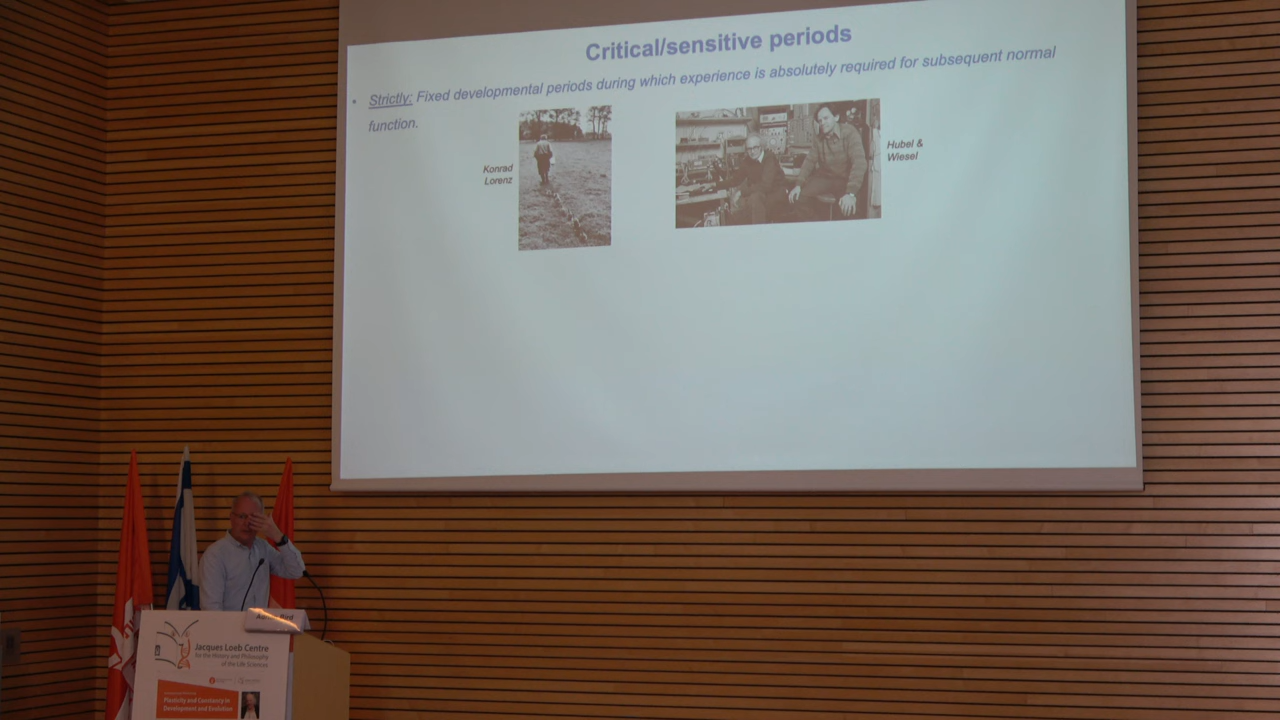 Critical/sensitive periods
• Strictly: Fixed developmental periods during which experience is absolutely required for subsequent normal
function.
Konrad
Lorenz
Hubel &
Wiesel
Jacques Loeb Centre
for the History and Philosophy
of the Life Sciences
Plasticity and Constancy in
Development and Evolution